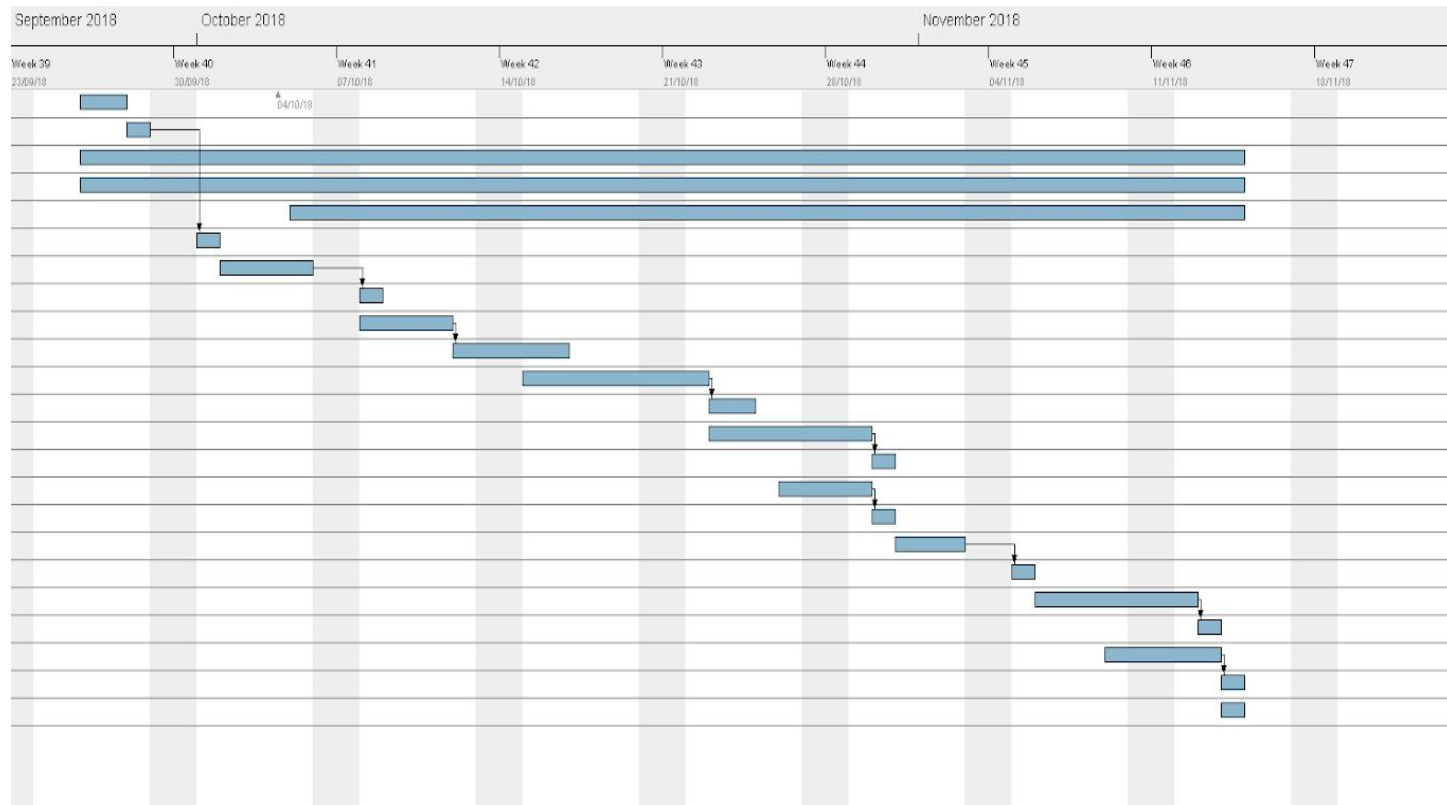 September 2018 October 2018 November 2018
Week 39 Week 40 Week 41 Week 42 Week 43 Week 44 Week 45 Week 46 Week 47
23/09/18 30/09/18 07/10/18 14/10/18 21/10/18 28/10/18 04/11/18 11/11/18 18/11/18
04/10/18